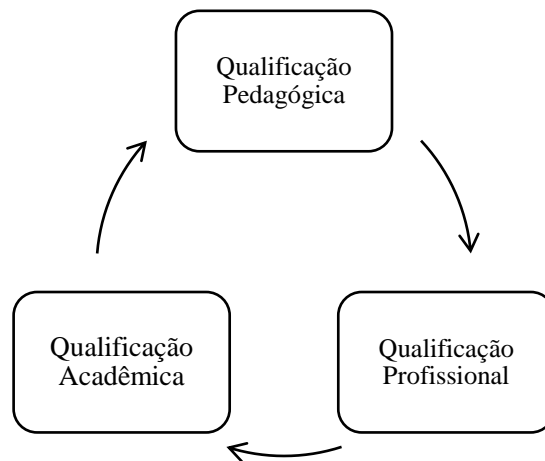 Qualificação
Pedagógica
Qualificação
Acadêmica
Qualificação
Profissional